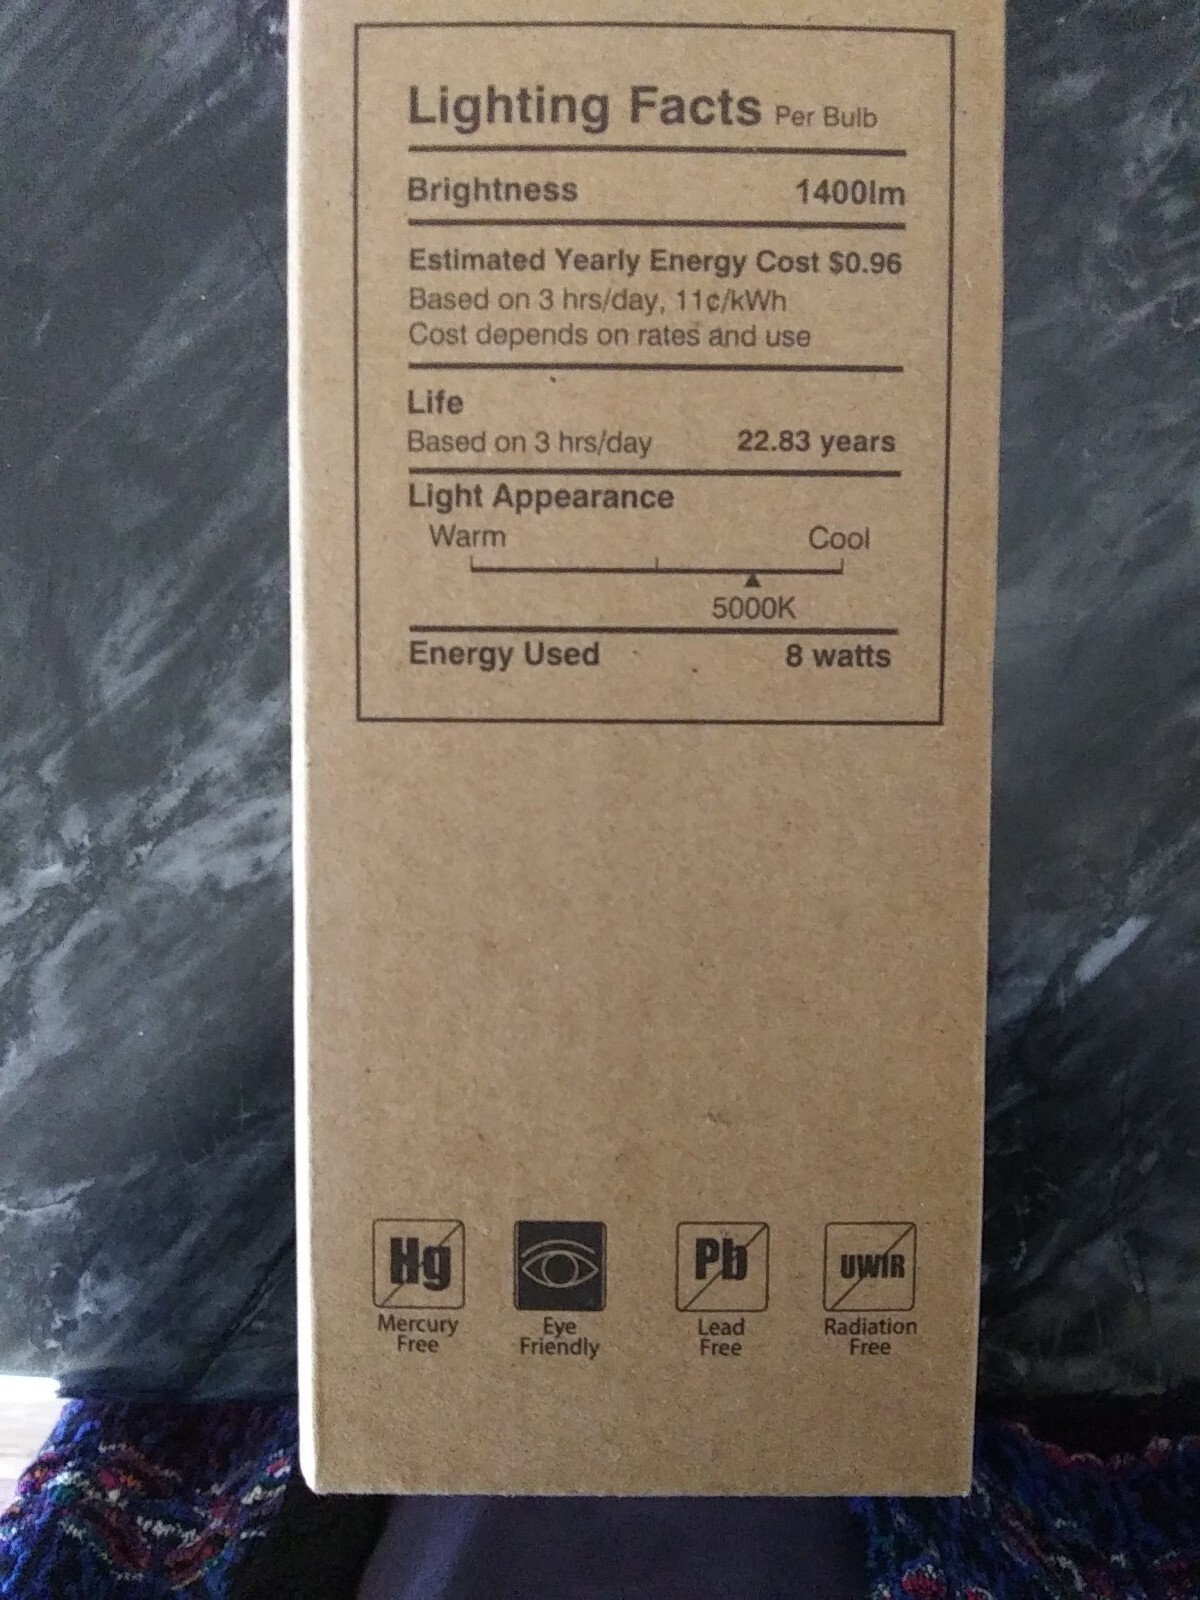 Lighting Facts Per Bulb
Brightness 1400lm
Estimated Yearly Energy Cost $0.96
Based on 3 hrs/day, 11¢/kWh
Cost depends on rates and use
Life
Based on 3 hrs/day 22.83 years
Light Appearance
Warm Cool
5000K
Energy Used 8 watts
Hg Pb UWIR
Mercury Eye Lead Radiation
Free Friendly Free Free